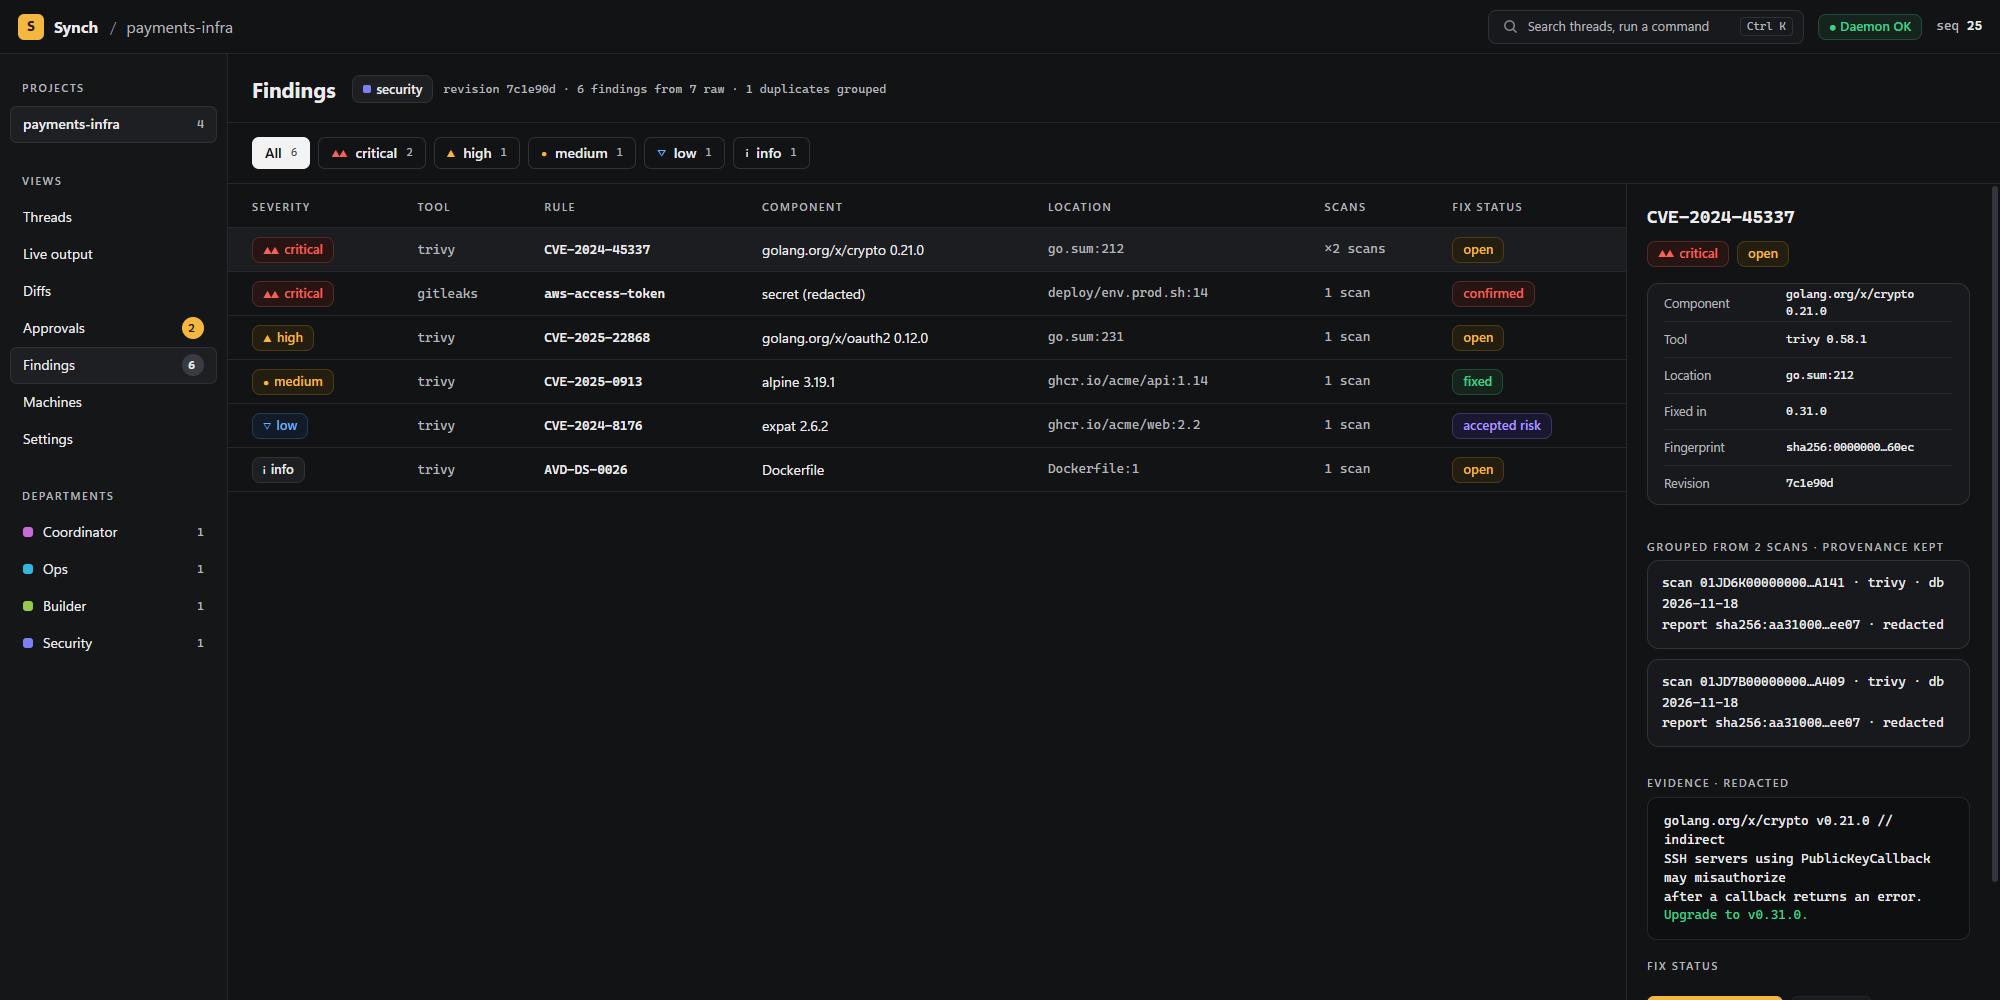 S Synch / payments-infra
Search threads, run a command Ctrl K
Daemon OK
seq 25
PROJECTS
payments-infra 4
VIEWS
Threads
Live output
Diffs
Approvals 2
Findings 6
Machines
Settings
DEPARTMENTS
Coordinator 1
Ops 1
Builder 1
Security 1
Findings security revision 7c1e90d · 6 findings from 7 raw · 1 duplicates grouped
All 6 critical 2 high 1 medium 1 low 1 i info 1
SEVERITY TOOL RULE COMPONENT LOCATION SCANS FIX STATUS
critical trivy CVE-2024-45337 golang.org/x/crypto 0.21.0 go.sum:212 ×2 scans open
critical gitleaks aws-access-token secret (redacted) deploy/env.prod.sh:14 1 scan confirmed
high trivy CVE-2025-22868 golang.org/x/oauth2 0.12.0 go.sum:231 1 scan open
medium trivy CVE-2025-0913 alpine 3.19.1 ghcr.io/acme/api:1.14 1 scan fixed
low trivy CVE-2024-8176 expat 2.6.2 ghcr.io/acme/web:2.2 1 scan accepted risk
i info trivy AVD-DS-0026 Dockerfile Dockerfile:1 1 scan open
CVE-2024-45337
critical open
Component golang.org/x/crypto
0.21.0
Tool trivy 0.58.1
Location go.sum:212
Fixed in 0.31.0
Fingerprint sha256:0000000…60ec
Revision 7c1e90d
GROUPED FROM 2 SCANS · PROVENANCE KEPT
scan 01JD6K00000000…A141 · trivy · db
2026-11-18
report sha256:aa31000…ee07 · redacted
scan 01JD7B00000000…A409 · trivy · db
2026-11-18
report sha256:aa31000…ee07 · redacted
EVIDENCE · REDACTED
golang.org/x/crypto v0.21.0 //
indirect
SSH servers using PublicKeyCallback
may misauthorize
after a callback returns an error.
Upgrade to v0.31.0.
FIX STATUS